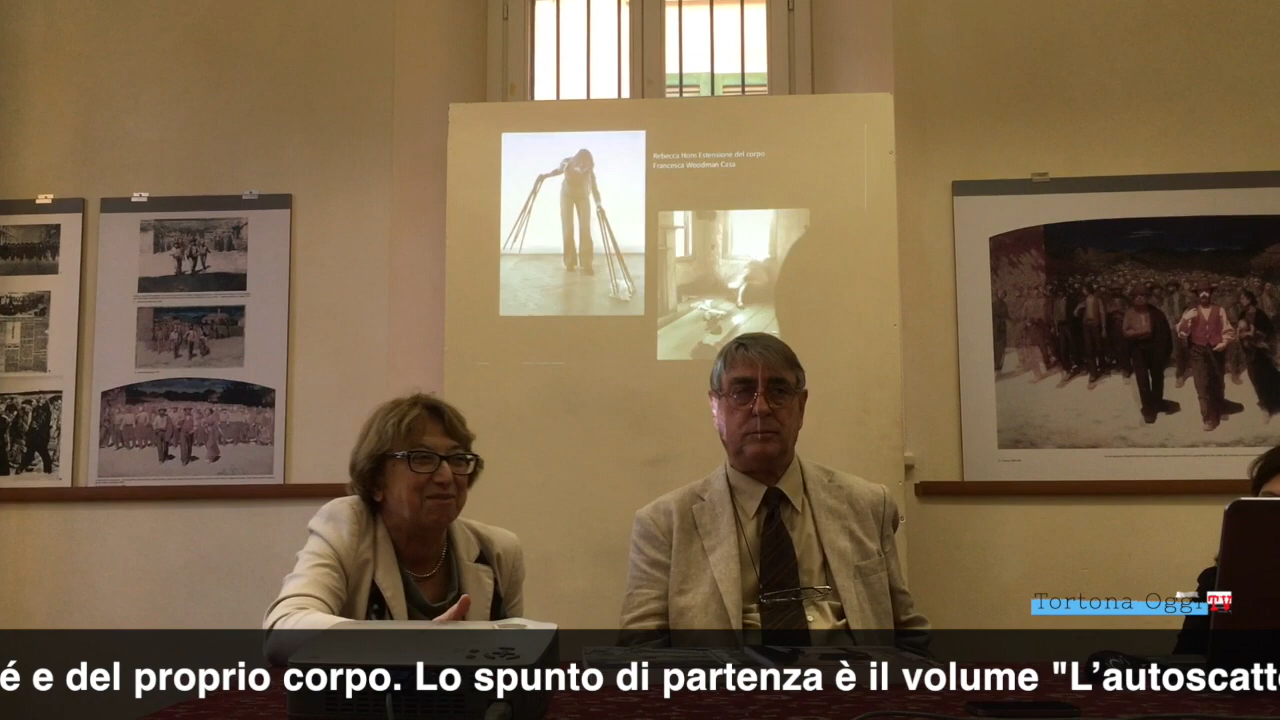 Rebecca Horn Estensione del corpo
Francesca Woodman Casa
Tortona Oggi TV
é e del proprio corpo. Lo spunto di partenza è il volume "L’autoscatto